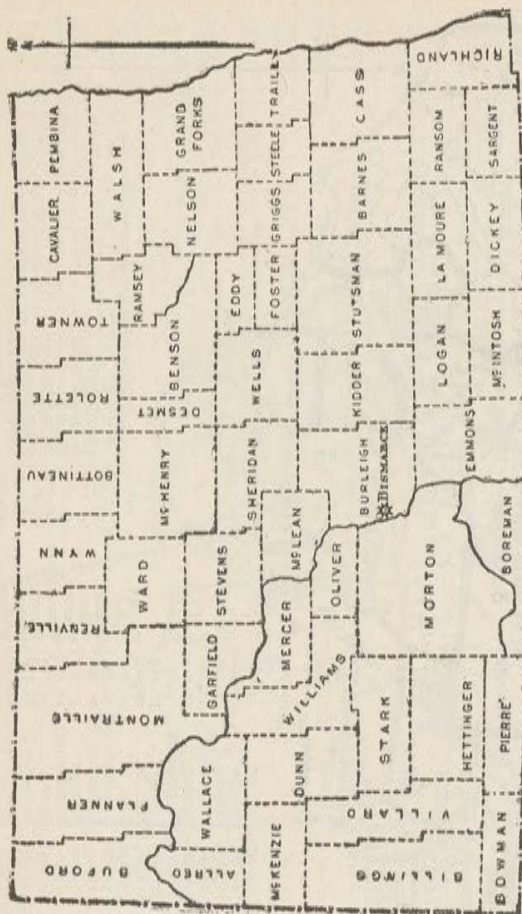 N
BUFORD
FLANNER
MONTRAILLE
RENVILLE
WYNN
BOTTINEAU
ROLETTE
TOWNER
CAVALIER
PEMBINA
WARD
McHENRY
DESMET
BENSON
RAMSEY
WALSH
NELSON
GRAND
FORKS
ALLRED
WALLACE
GARFIELD
STEVENS
SHERIDAN
WELLS
EDDY
FOSTER
GRIGGS
STEELE
TRAILL
McKENZIE
DUNN
WILLIAMS
MERCER
McLEAN
OLIVER
BURLEIGH
BISMARCK
KIDDER
STUTSMAN
BARNES
CASS
BILLINGS
VILLARD
STARK
HETTINGER
MORTON
EMMONS
LOGAN
LA MOURE
RANSOM
RICHLAND
BOWMAN
PIERRE
BOREMAN
McINTOSH
DICKEY
SARGENT